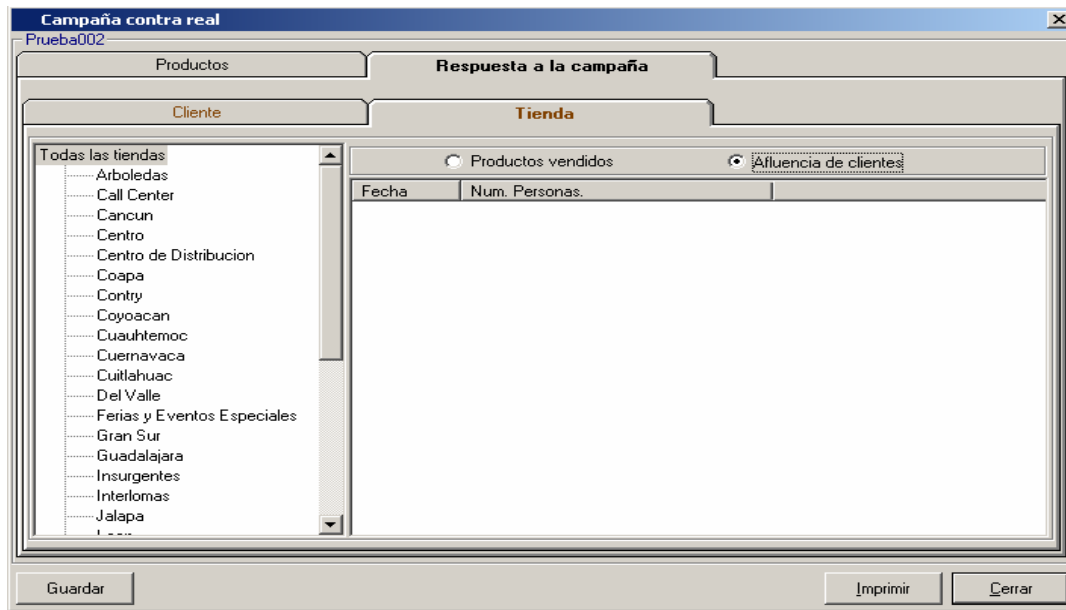 Campaña contra real
Prueba002
Productos
Respuesta a la campaña
Cliente
Tienda
Todas las tiendas
Arboledas
Call Center
Cancun
Centro
Centro de Distribucion
Coapa
Contry
Coyoacan
Cuauhtemoc
Cuernavaca
Cuitlahuac
Del Valle
Ferias y Eventos Especiales
Gran Sur
Guadalajara
Insurgentes
Interlomas
Jalapa
Productos vendidos
Afluencia de clientes
Fecha
Num. Personas.
Guardar
Imprimir
Cerrar